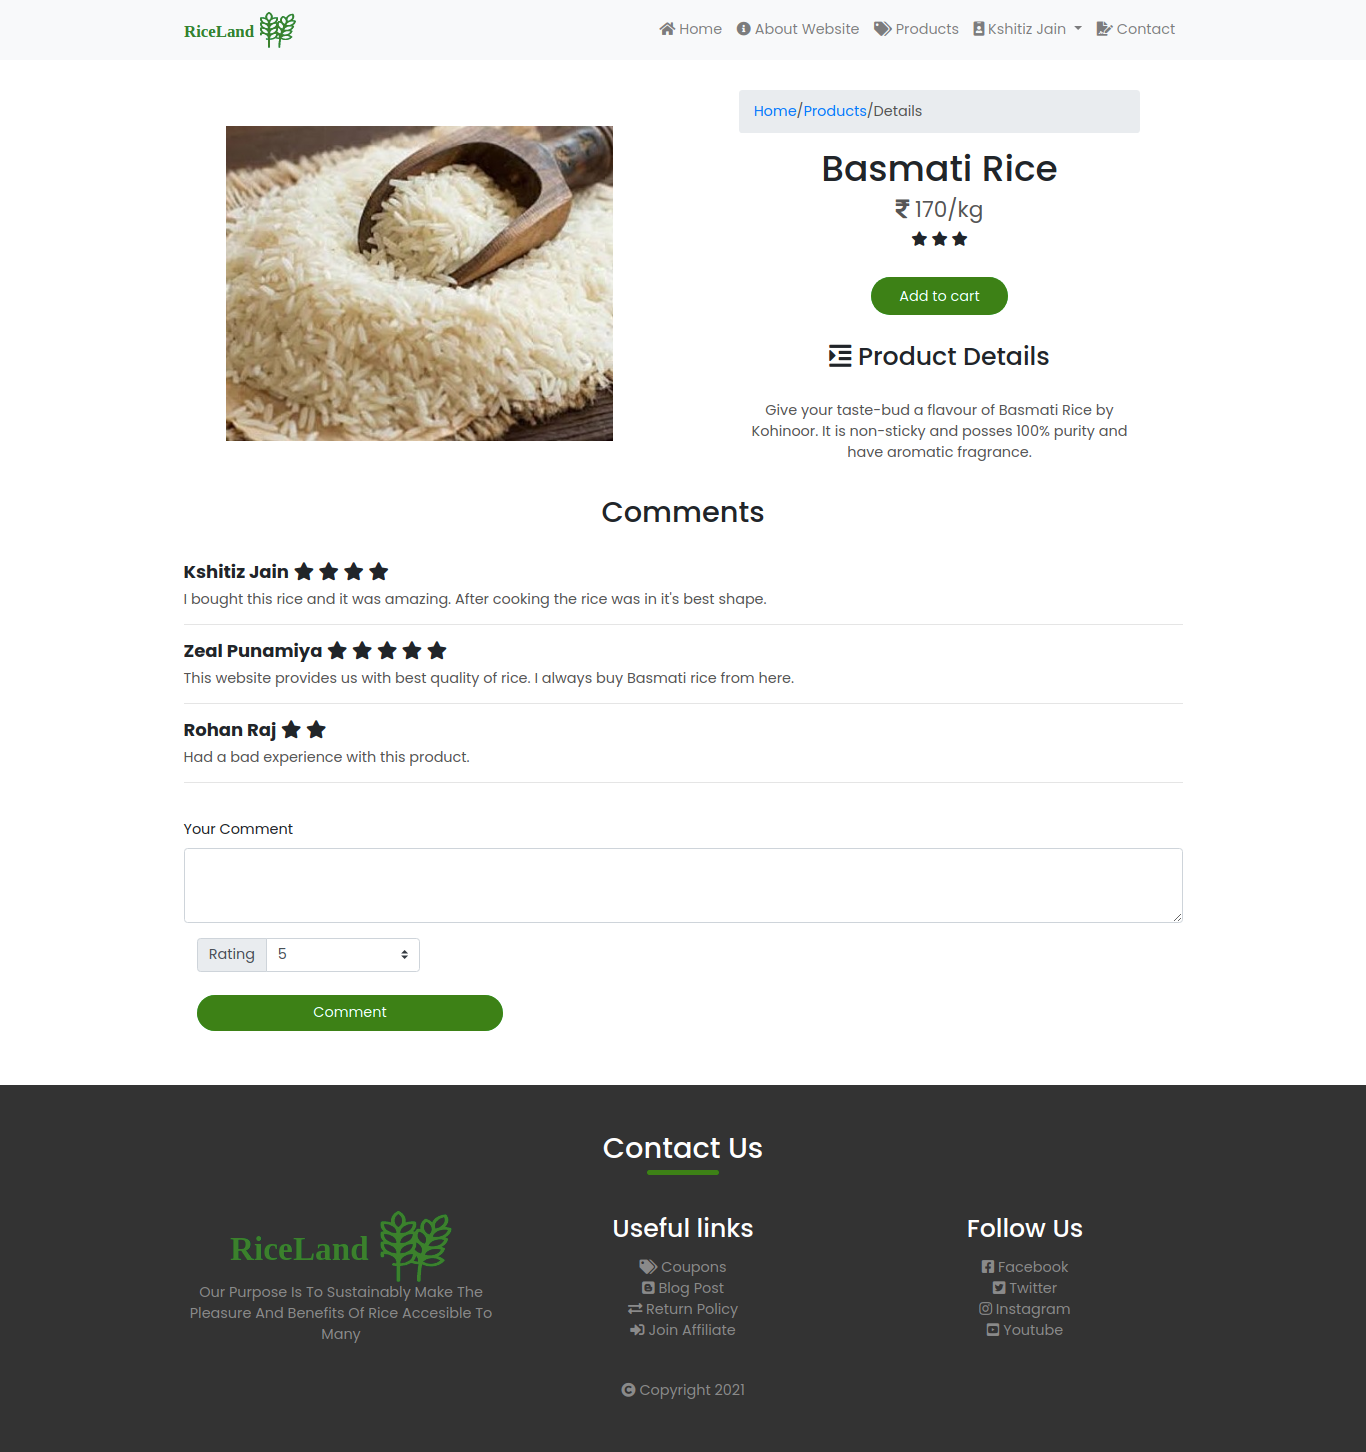 RiceLand
Home About Website Products Kshitiz Jain Contact
Home/Products/Details
Basmati Rice
₹ 170/kg
Add to cart
Product Details
Give your taste-bud a flavour of Basmati Rice by
Kohinoor. It is non-sticky and posses 100% purity and
have aromatic fragrance.
Comments
Kshitiz Jain
I bought this rice and it was amazing. After cooking the rice was in it's best shape.
Zeal Punamiya
This website provides us with best quality of rice. I always buy Basmati rice from here.
Rohan Raj
Had a bad experience with this product.
Your Comment
Rating 5
Comment
Contact Us
RiceLand
Our Purpose Is To Sustainably Make The
Pleasure And Benefits Of Rice Accesible To
Many
Useful links
Coupons
Blog Post
Return Policy
Join Affiliate
Follow Us
Facebook
Twitter
Instagram
Youtube
Copyright 2021